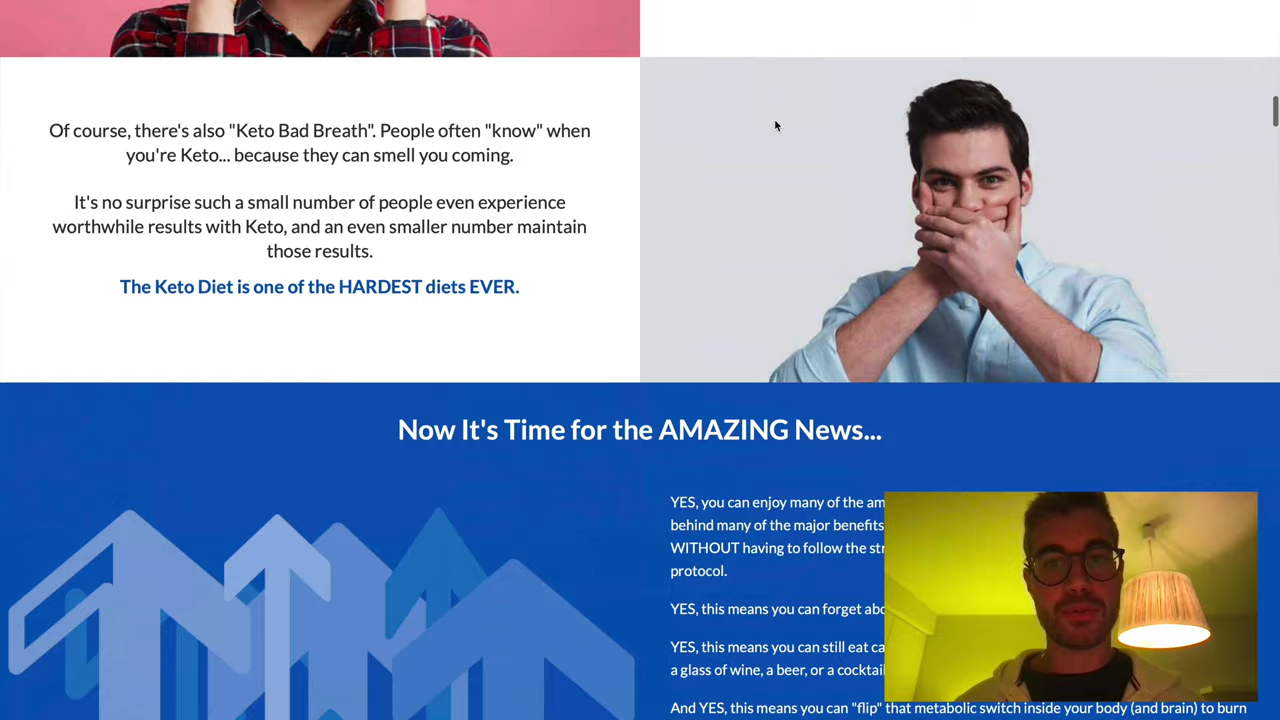 Of course, there's also "Keto Bad Breath". People often "know" when
you're Keto... because they can smell you coming.
It's no surprise such a small number of people even experience
worthwhile results with Keto, and an even smaller number maintain
those results.
The Keto Diet is one of the HARDEST diets EVER.
Now It's Time for the AMAZING News...
YES, you can enjoy many of the
behind many of the major benefits
WITHOUT having to follow the
protocol.
YES, this means you can forget
YES, this means you can still eat
a glass of wine, a beer, or a cocktail
And YES, this means you can "flip" that metabolic switch inside your body (and brain) to burn